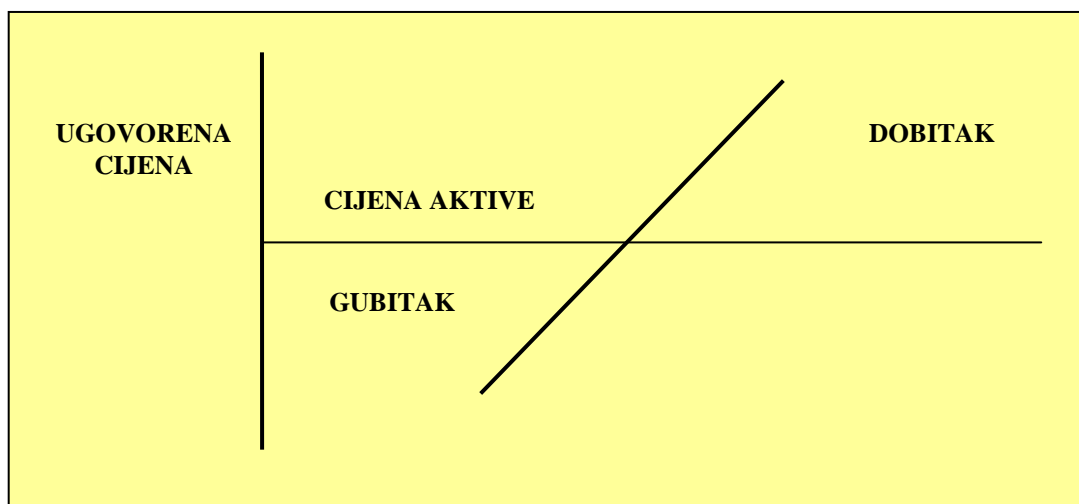 UGOVORENA
CIJENA
DOBITAK
CIJENA AKTIVE
GUBITAK